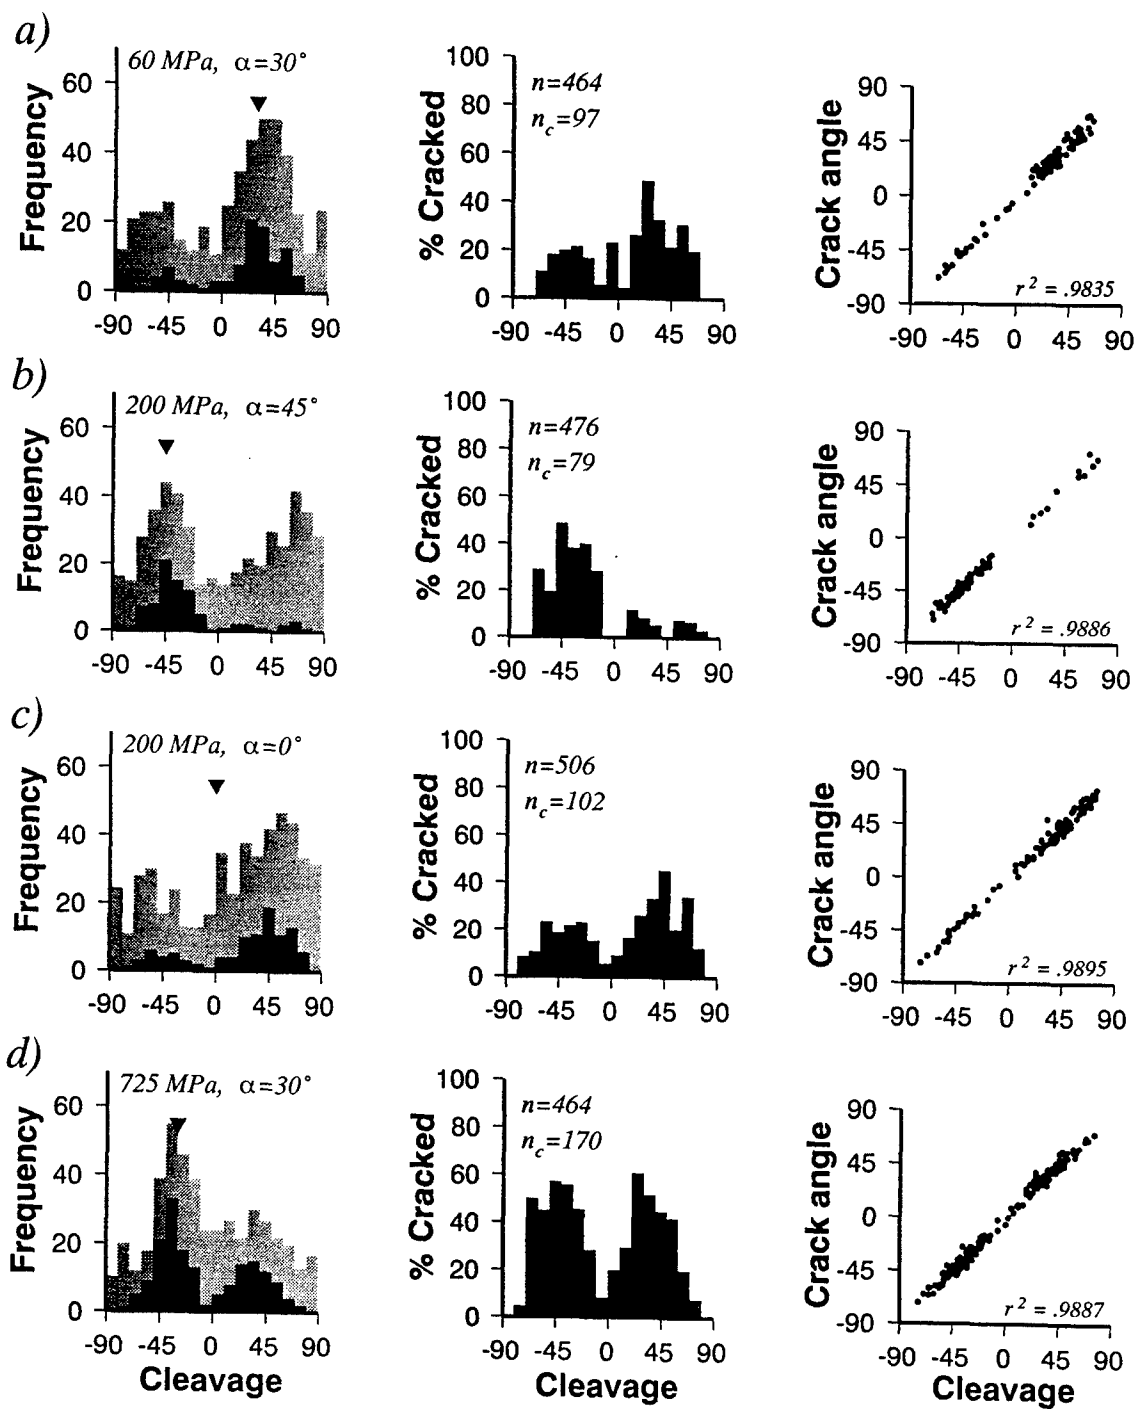 a)
60 MPa, α=30°
Frequency
60
40
20
0
-90 -45 0 45 90
% Cracked
100
80
60
40
20
0
n=464
n_c=97
-90 -45 0 45 90
Crack angle
90
45
0
-45
-90
r² = .9835
-90 -45 0 45 90
b)
200 MPa, α=45°
Frequency
60
40
20
0
-90 -45 0 45 90
% Cracked
100
80
60
40
20
0
n=476
n_c=79
-90 -45 0 45 90
Crack angle
90
45
0
-45
-90
r² = .9886
-90 -45 0 45 90
c)
200 MPa, α=0°
Frequency
60
40
20
0
-90 -45 0 45 90
% Cracked
100
80
60
40
20
0
n=506
n_c=102
-90 -45 0 45 90
Crack angle
90
45
0
-45
-90
r² = .9895
-90 -45 0 45 90
d)
725 MPa, α=30°
Frequency
60
40
20
0
-90 -45 0 45 90
Cleavage
% Cracked
100
80
60
40
20
0
n=464
n_c=170
-90 -45 0 45 90
Cleavage
Crack angle
90
45
0
-45
-90
r² = .9887
-90 -45 0 45 90
Cleavage